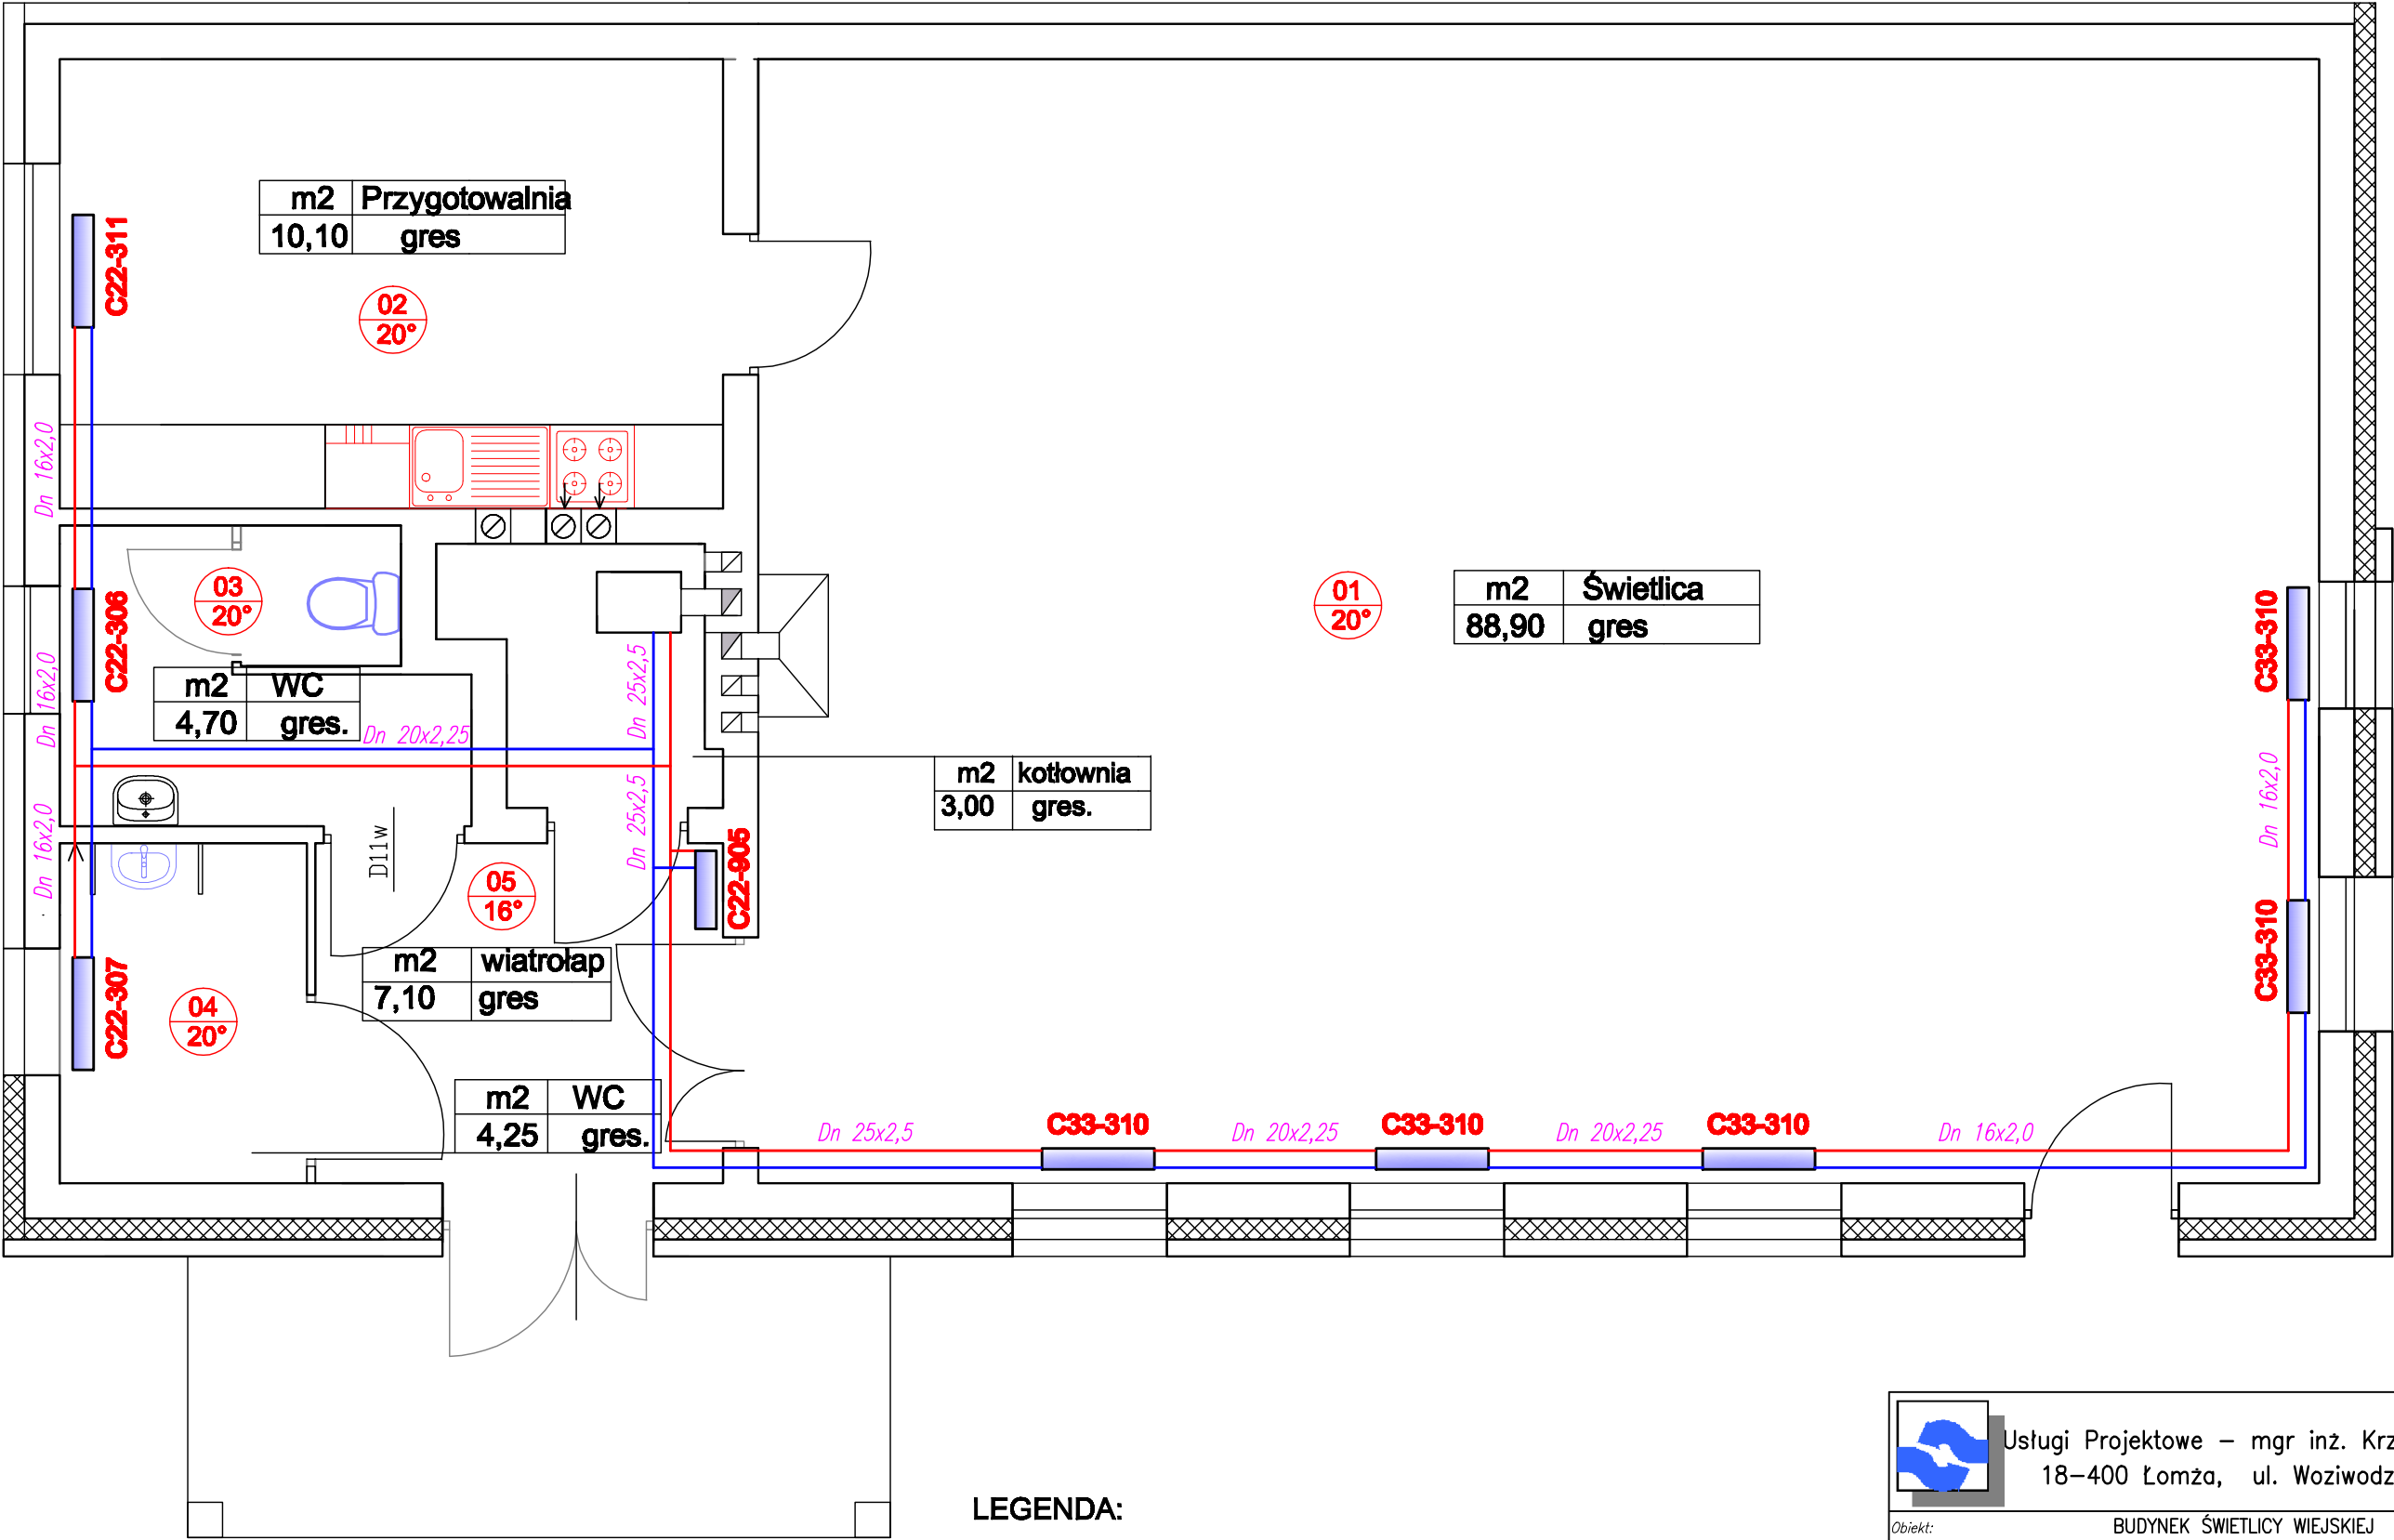 m2 Przygotowalnia
10,10 gres
C22-311
02
20°
Dn 16x2,0
03
20°
C22-306
m2 WC
4,70 gres.
Dn 16x2,0
Dn 20x2,25
Dn 25x2,5
01
20°
m2 Świetlica
88,90 gres
C33-310
m2 kotłownia
3,00 gres.
Dn 16x2,0
Dn 16x2,0
D11w
Dn 25x2,5
C22-905
05
16°
C33-310
m2 wiatrołap
7,10 gres
C22-307
04
20°
m2 WC
4,25 gres.
Dn 25x2,5
C33-310
Dn 20x2,25
C33-310
Dn 20x2,25
C33-310
Dn 16x2,0
LEGENDA:
Usługi Projektowe – mgr inż. Krz
18–400 Łomża, ul. Woziwodz
Obiekt: BUDYNEK ŚWIETLICY WIEJSKIEJ